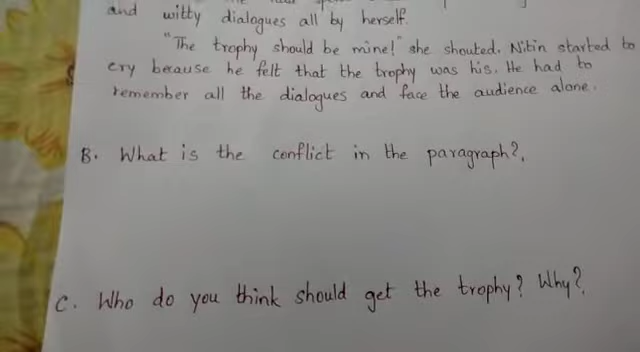 and witty dialogues all by herself.
"The trophy should be mine!" she shouted. Nitin started to
cry because he felt that the trophy was his. He had to
remember all the dialogues and face the audience alone.
B. What is the conflict in the paragraph?
C. Who do you think should get the trophy? Why?